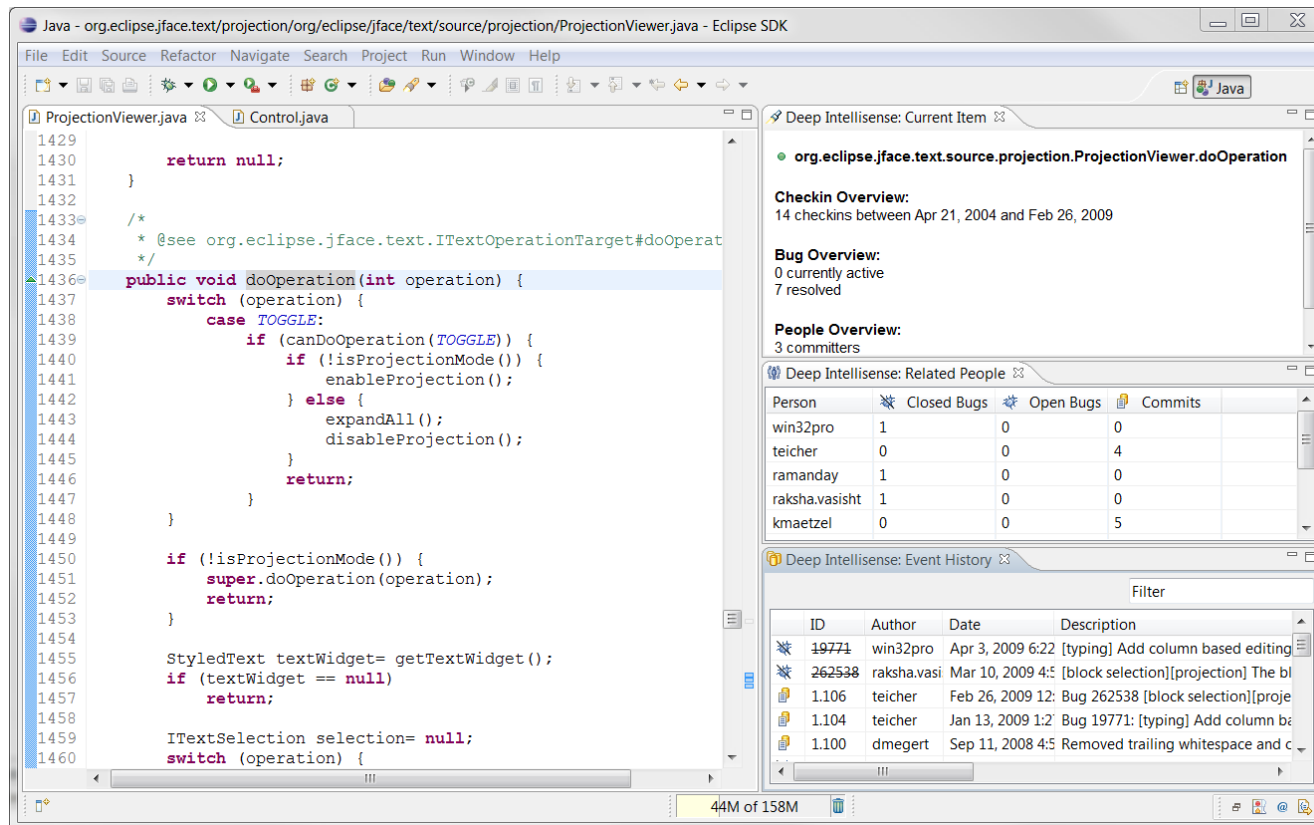 Java - org.eclipse.jface.text/projection/org/eclipse/jface/text/source/projection/ProjectionViewer.java - Eclipse SDK
File Edit Source Refactor Navigate Search Project Run Window Help
Java
ProjectionViewer.java Control.java
1429
1430 return null;
1431 }
1432
1433 /*
1434 * @see org.eclipse.jface.text.ITextOperationTarget#doOperat
1435 */
1436 public void doOperation(int operation) {
1437 switch (operation) {
1438 case TOGGLE:
1439 if (canDoOperation(TOGGLE)) {
1440 if (!isProjectionMode()) {
1441 enableProjection();
1442 } else {
1443 expandAll();
1444 disableProjection();
1445 }
1446 return;
1447 }
1448 }
1449
1450 if (!isProjectionMode()) {
1451 super.doOperation(operation);
1452 return;
1453 }
1454
1455 StyledText textWidget= getTextWidget();
1456 if (textWidget == null)
1457 return;
1458
1459 ITextSelection selection= null;
1460 switch (operation) {
Deep Intellisense: Current Item
org.eclipse.jface.text.source.projection.ProjectionViewer.doOperation
Checkin Overview:
14 checkins between Apr 21, 2004 and Feb 26, 2009
Bug Overview:
0 currently active
7 resolved
People Overview:
3 committers
Deep Intellisense: Related People
Person Closed Bugs Open Bugs Commits
win32pro 1 0 0
teicher 0 0 4
ramanday 1 0 0
raksha.vasisht 1 0 0
kmaetzel 0 0 5
Deep Intellisense: Event History
Filter
ID Author Date Description
19771 win32pro Apr 3, 2009 6:22 [typing] Add column based editing
262538 raksha.vasi Mar 10, 2009 4:5 [block selection][projection] The bl
1.106 teicher Feb 26, 2009 12: Bug 262538 [block selection][proje
1.104 teicher Jan 13, 2009 1:2 Bug 19771: [typing] Add column ba
1.100 dmegert Sep 11, 2008 4:5 Removed trailing whitespace and c
44M of 158M